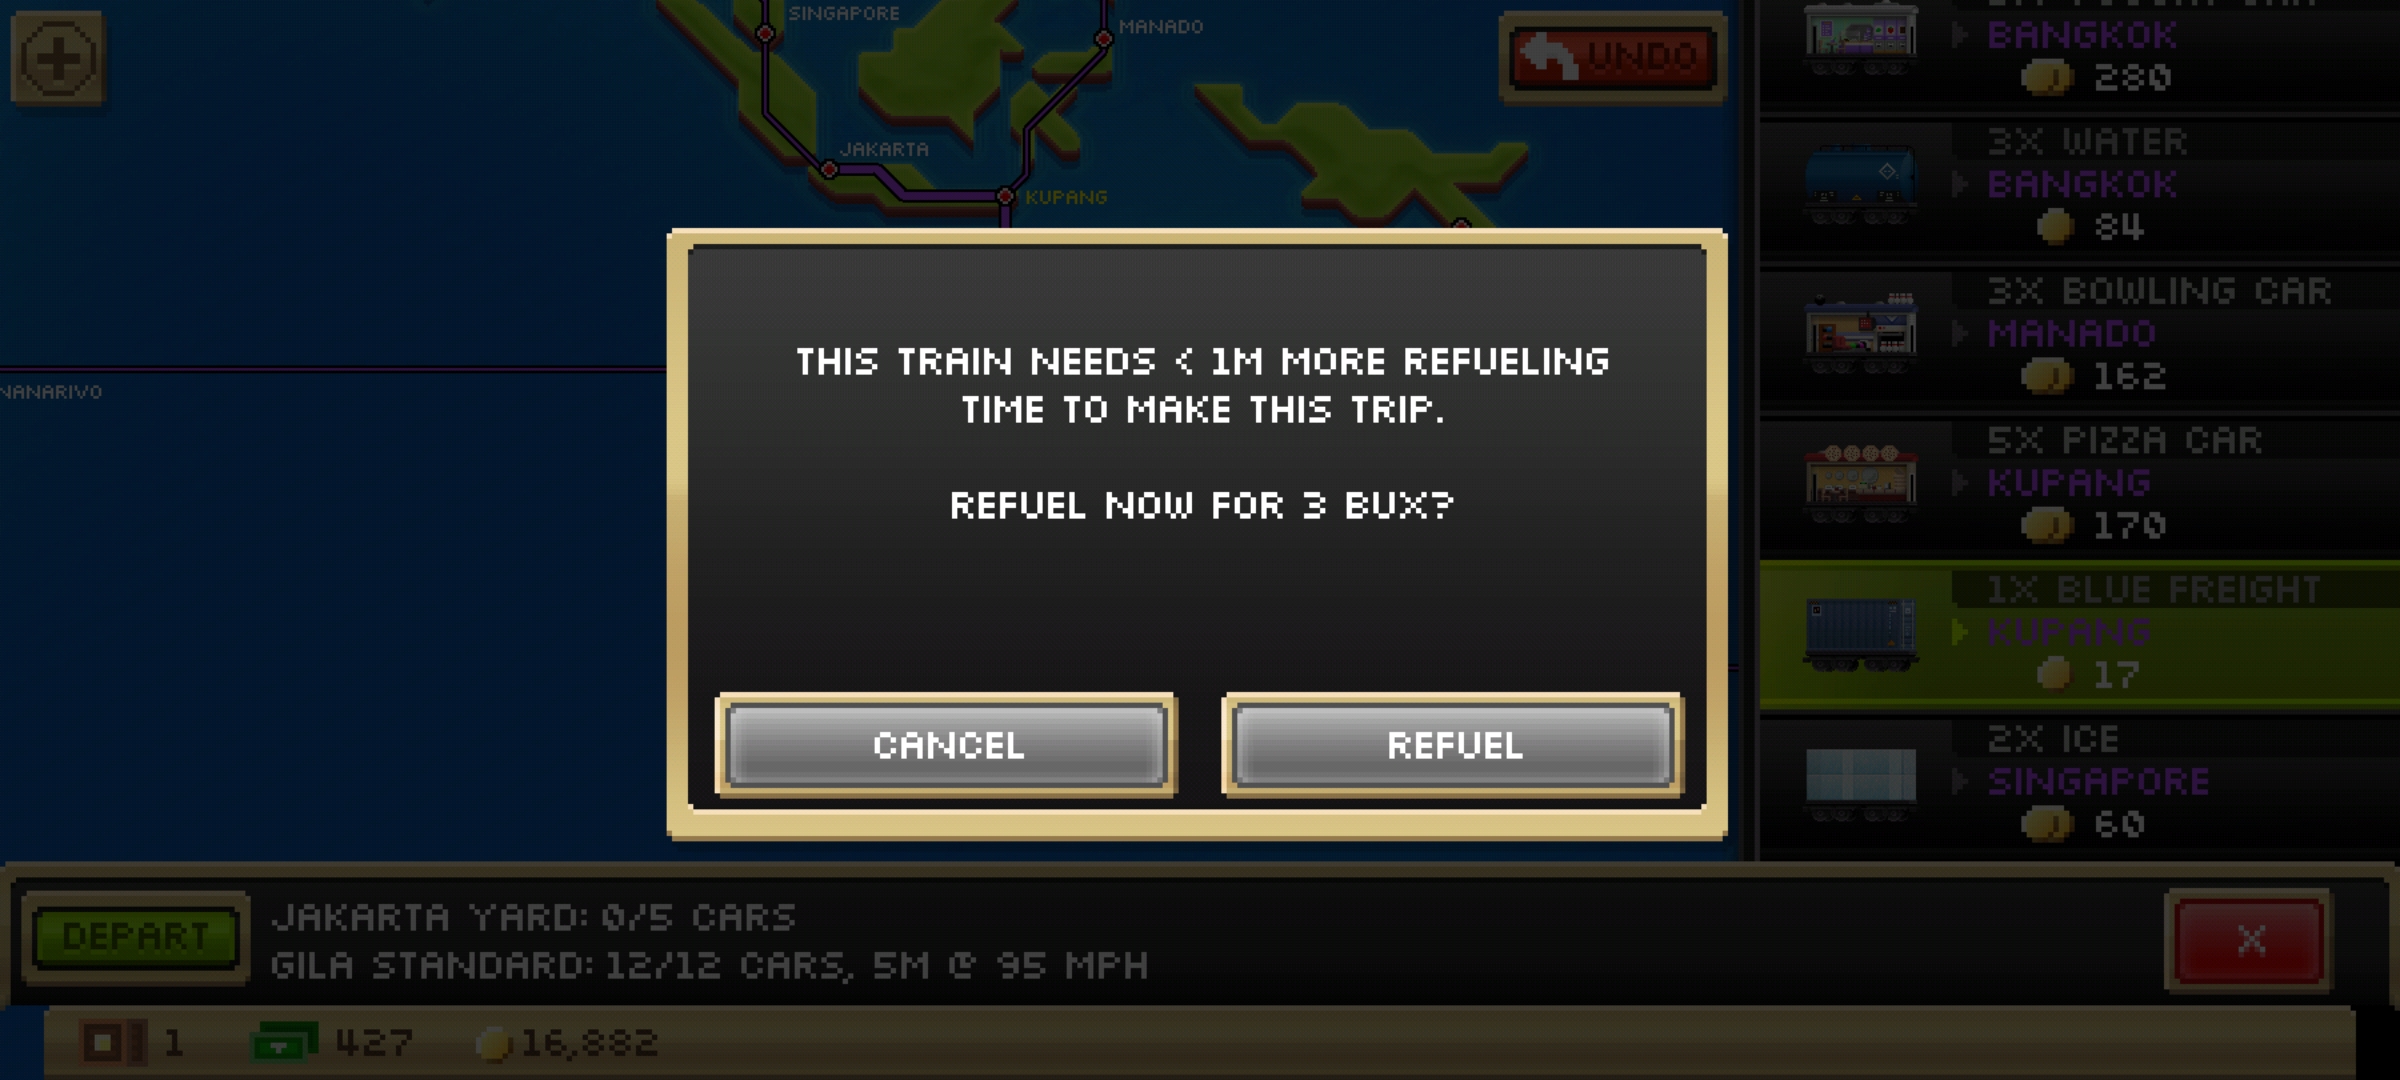 SINGAPORE
MANADO
UNDO
JAKARTA
KUPANG
NANARIVO
BANGKOK
280
3X WATER
BANGKOK
84
3X BOWLING CAR
MANADO
162
5X PIZZA CAR
KUPANG
170
1X BLUE FREIGHT
KUPANG
17
2X ICE
SINGAPORE
60
THIS TRAIN NEEDS < 1M MORE REFUELING
TIME TO MAKE THIS TRIP.
REFUEL NOW FOR 3 BUX?
CANCEL
REFUEL
DEPART
JAKARTA YARD: 0/5 CARS
GILA STANDARD: 12/12 CARS, 5M @ 95 MPH
X
1
427
16,882